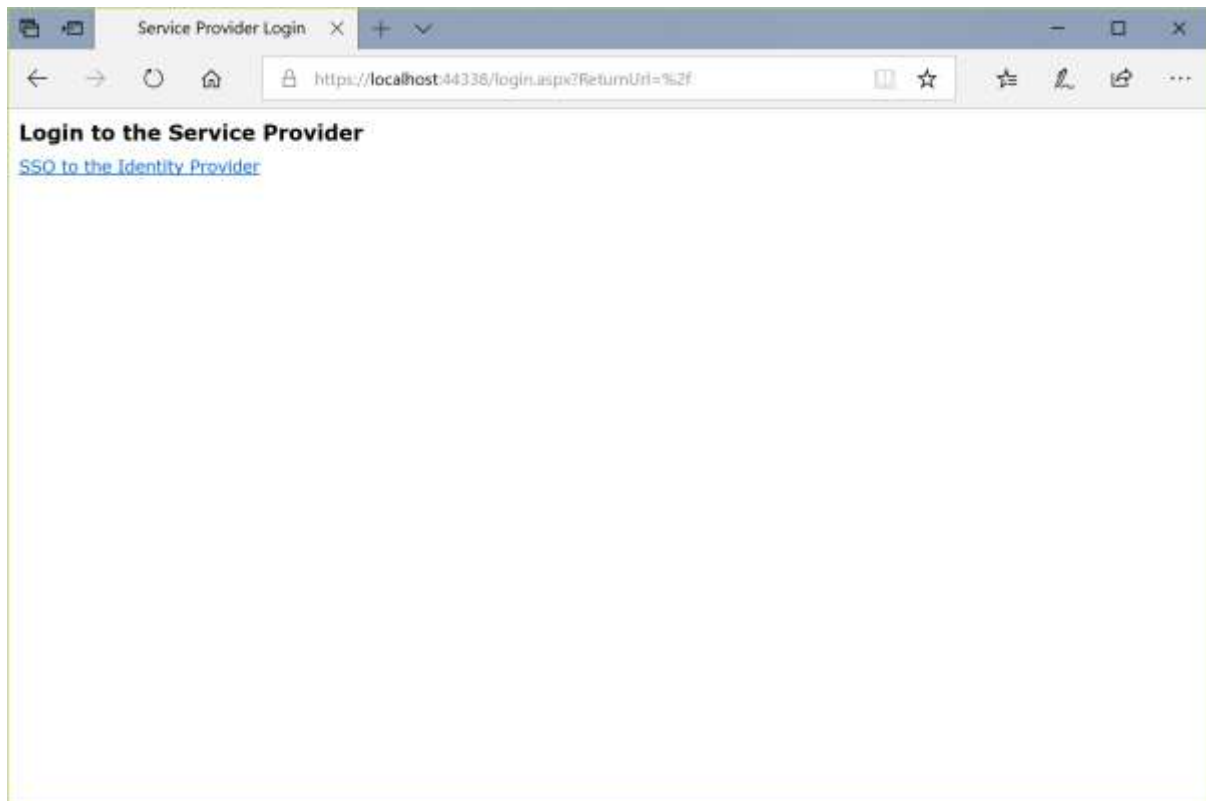 Service Provider Login
https://localhost:44338/login.aspx?ReturnUrl=%2f
Login to the Service Provider
SSO to the Identity Provider